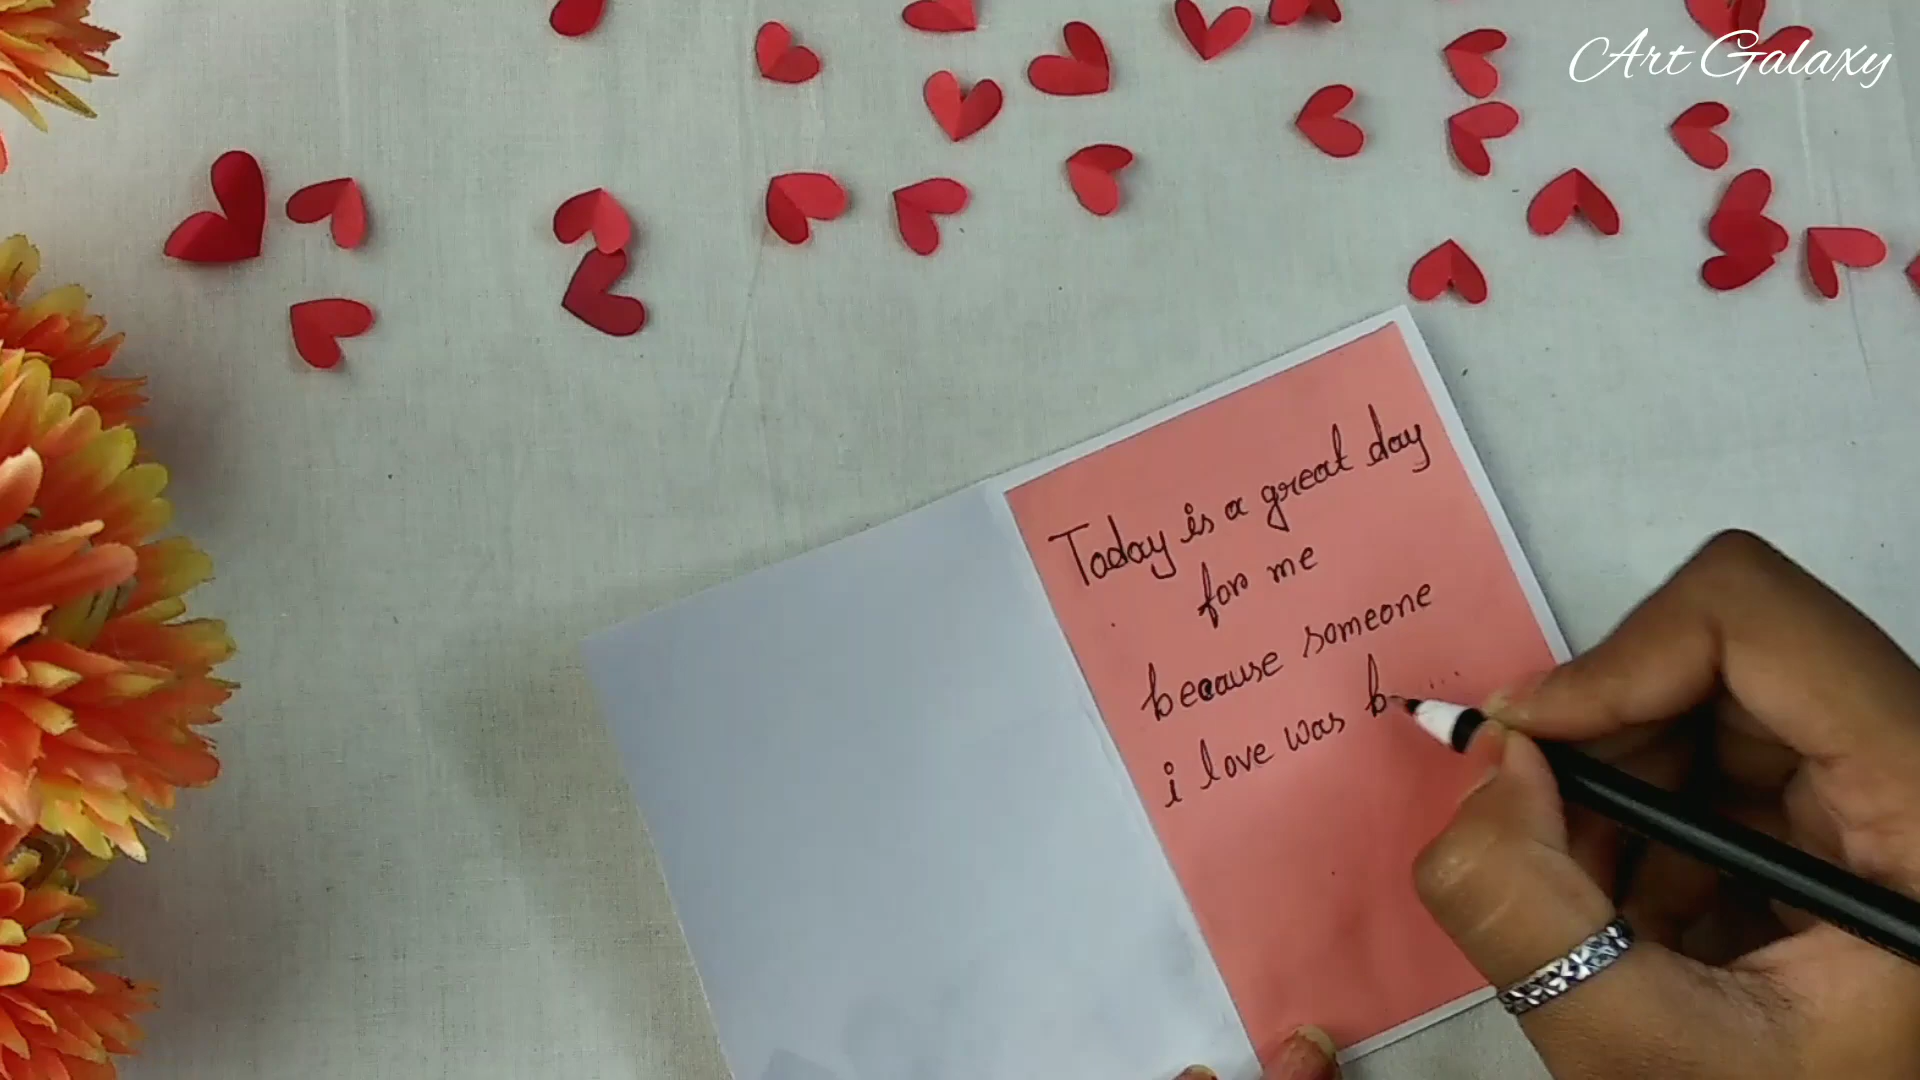 Art Galaxy
Today is a great day
for me
because someone
i love was b